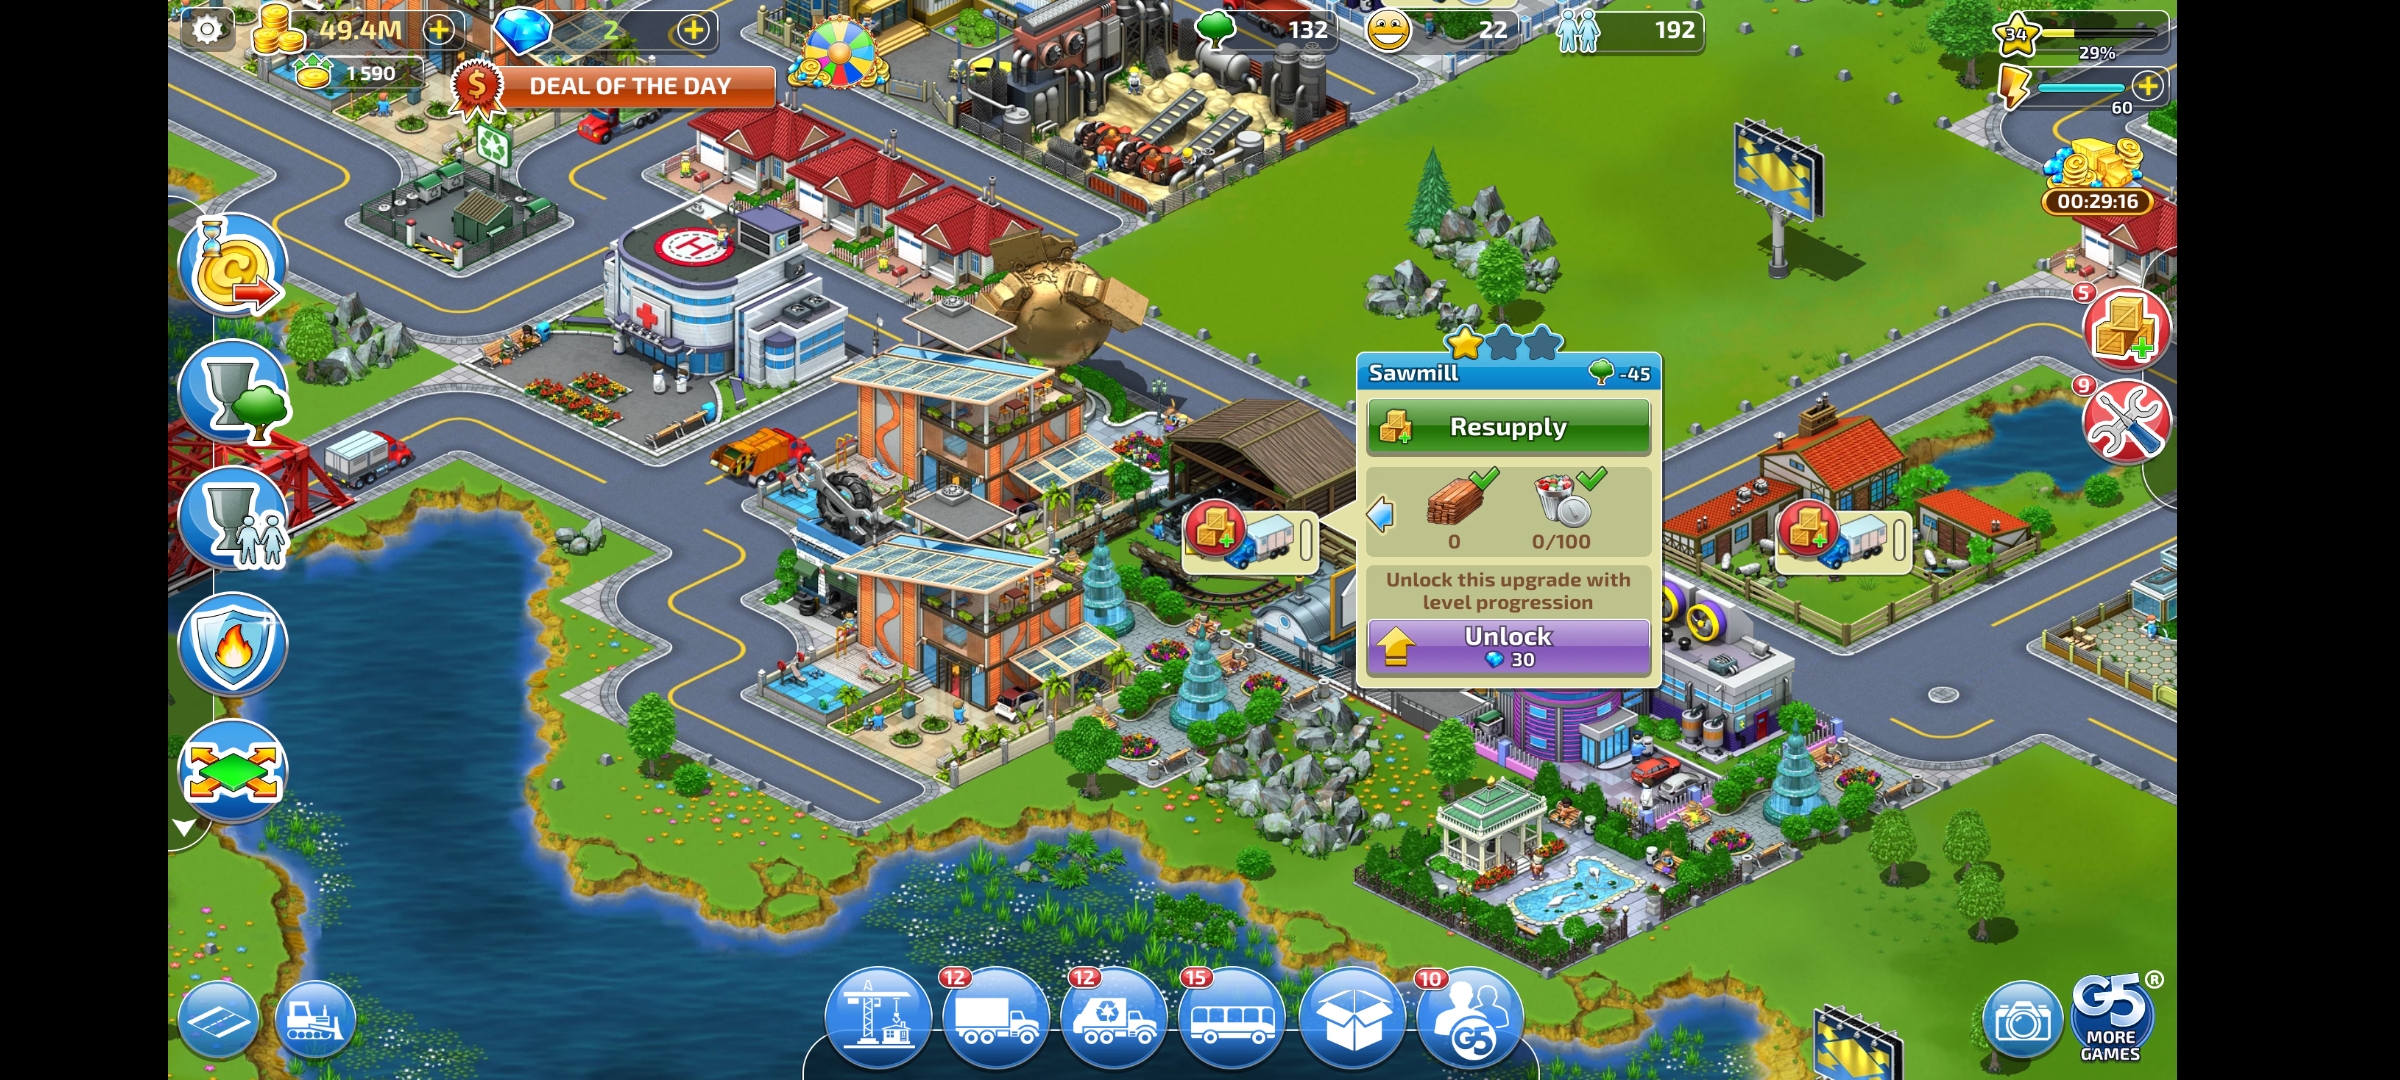 49.4M
2
132
22
192
34
29%
1 590
DEAL OF THE DAY
60
H
00:29:16
C
5
9
Sawmill
-45
Resupply
0
0/100
Unlock this upgrade with
level progression
Unlock
30
12
12
15
10
G5
G5
®
MORE
GAMES